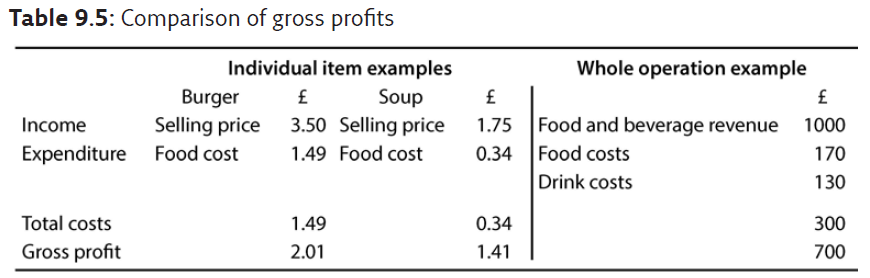 Table 9.5: Comparison of gross profits
Individual item examples Whole operation example
Burger £ Soup £ £
Income Selling price 3.50 Selling price 1.75 Food and beverage revenue 1000
Expenditure Food cost 1.49 Food cost 0.34 Food costs 170
Drink costs 130
Total costs 1.49 0.34 300
Gross profit 2.01 1.41 700